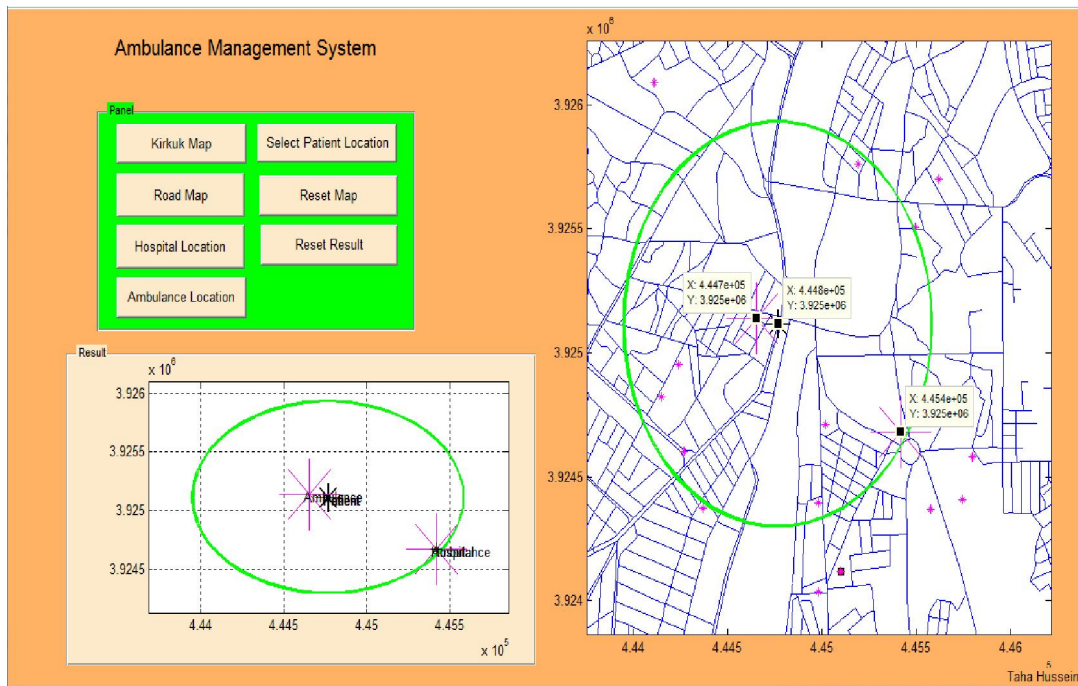 Ambulance Management System
Panel
Kirkuk Map
Select Patient Location
Road Map
Reset Map
Hospital Location
Reset Result
Ambulance Location
Result
x 10^6
3.926
3.9255
3.925
3.9245
4.44
4.445
4.45
4.455
x 10^5
Ambulance
Patient
x 10^6
3.926
3.9255
3.925
3.9245
3.924
4.44
4.445
4.45
4.455
4.46
5
X: 4.447e+05
Y: 3.925e+06
X: 4.448e+05
Y: 3.925e+06
X: 4.454e+05
Y: 3.925e+06
Taha Hussein